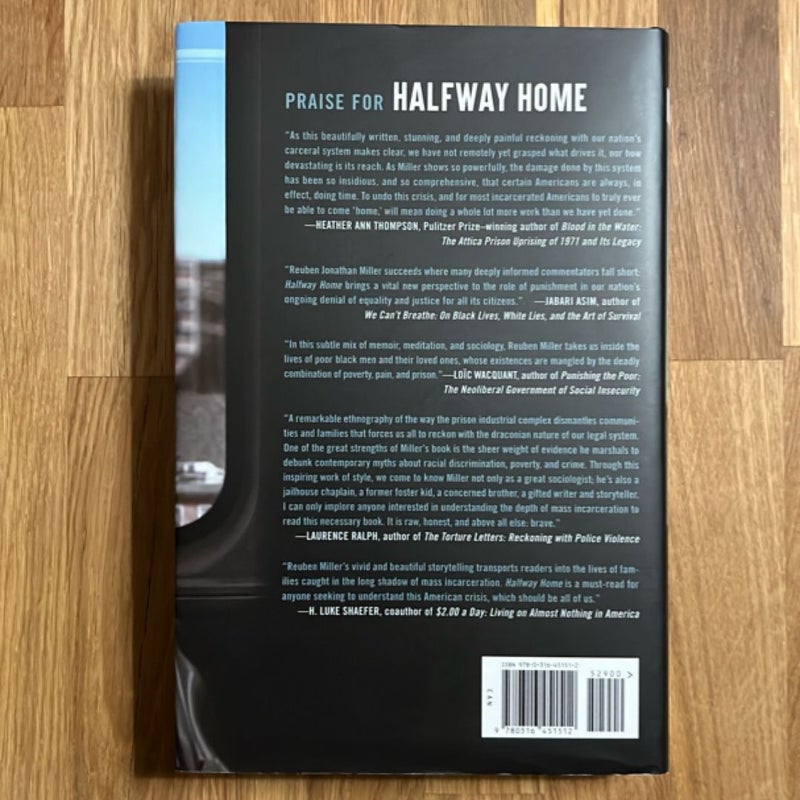 PRAISE FOR HALFWAY HOME
"As this beautifully written, stunning, and deeply painful reckoning with our nation's
carceral system makes clear, we have not remotely yet grasped what drives it, nor how
devastating is its reach. As Miller shows so powerfully, the damage done by this system
has been so insidious, and so comprehensive, that certain Americans are always, in
effect, doing time. To undo this crisis, and for most incarcerated Americans to truly ever
be able to come 'home,' will mean doing a whole lot more work than we have yet done."
—HEATHER ANN THOMPSON, Pulitzer Prize–winning author of Blood in the Water:
The Attica Prison Uprising of 1971 and Its Legacy
"Reuben Jonathan Miller succeeds where many deeply informed commentators fall short:
Halfway Home brings a vital new perspective to the role of punishment in our nation's
ongoing denial of equality and justice for all its citizens." —JABARI ASIM, author of
We Can't Breathe: On Black Lives, White Lies, and the Art of Survival
"In this subtle mix of memoir, meditation, and sociology, Reuben Miller takes us inside the
lives of poor black men and their loved ones, whose existences are mangled by the deadly
combination of poverty, pain, and prison."—LOÏC WACQUANT, author of Punishing the Poor:
The Neoliberal Government of Social Insecurity
"A remarkable ethnography of the way the prison industrial complex dismantles communi-
ties and families that forces us all to reckon with the draconian nature of our legal system.
One of the great strengths of Miller's book is the sheer weight of evidence he marshals to
debunk contemporary myths about racial discrimination, poverty, and crime. Through this
inspiring work of style, we come to know Miller not only as a great sociologist; he's also a
jailhouse chaplain, a former foster kid, a concerned brother, a gifted writer and storyteller.
I can only implore anyone interested in understanding the depth of mass incarceration to
read this necessary book. It is raw, honest, and above all else: brave."
—LAURENCE RALPH, author of The Torture Letters: Reckoning with Police Violence
"Reuben Miller's vivid and beautiful storytelling transports readers into the lives of fam-
ilies caught in the long shadow of mass incarceration. Halfway Home is a must-read for
anyone seeking to understand this American crisis, which should be all of us."
—H. LUKE SHAEFER, coauthor of $2.00 a Day: Living on Almost Nothing in America
ISBN 978-0-316-45151-2
52900 >
9 780316 451512